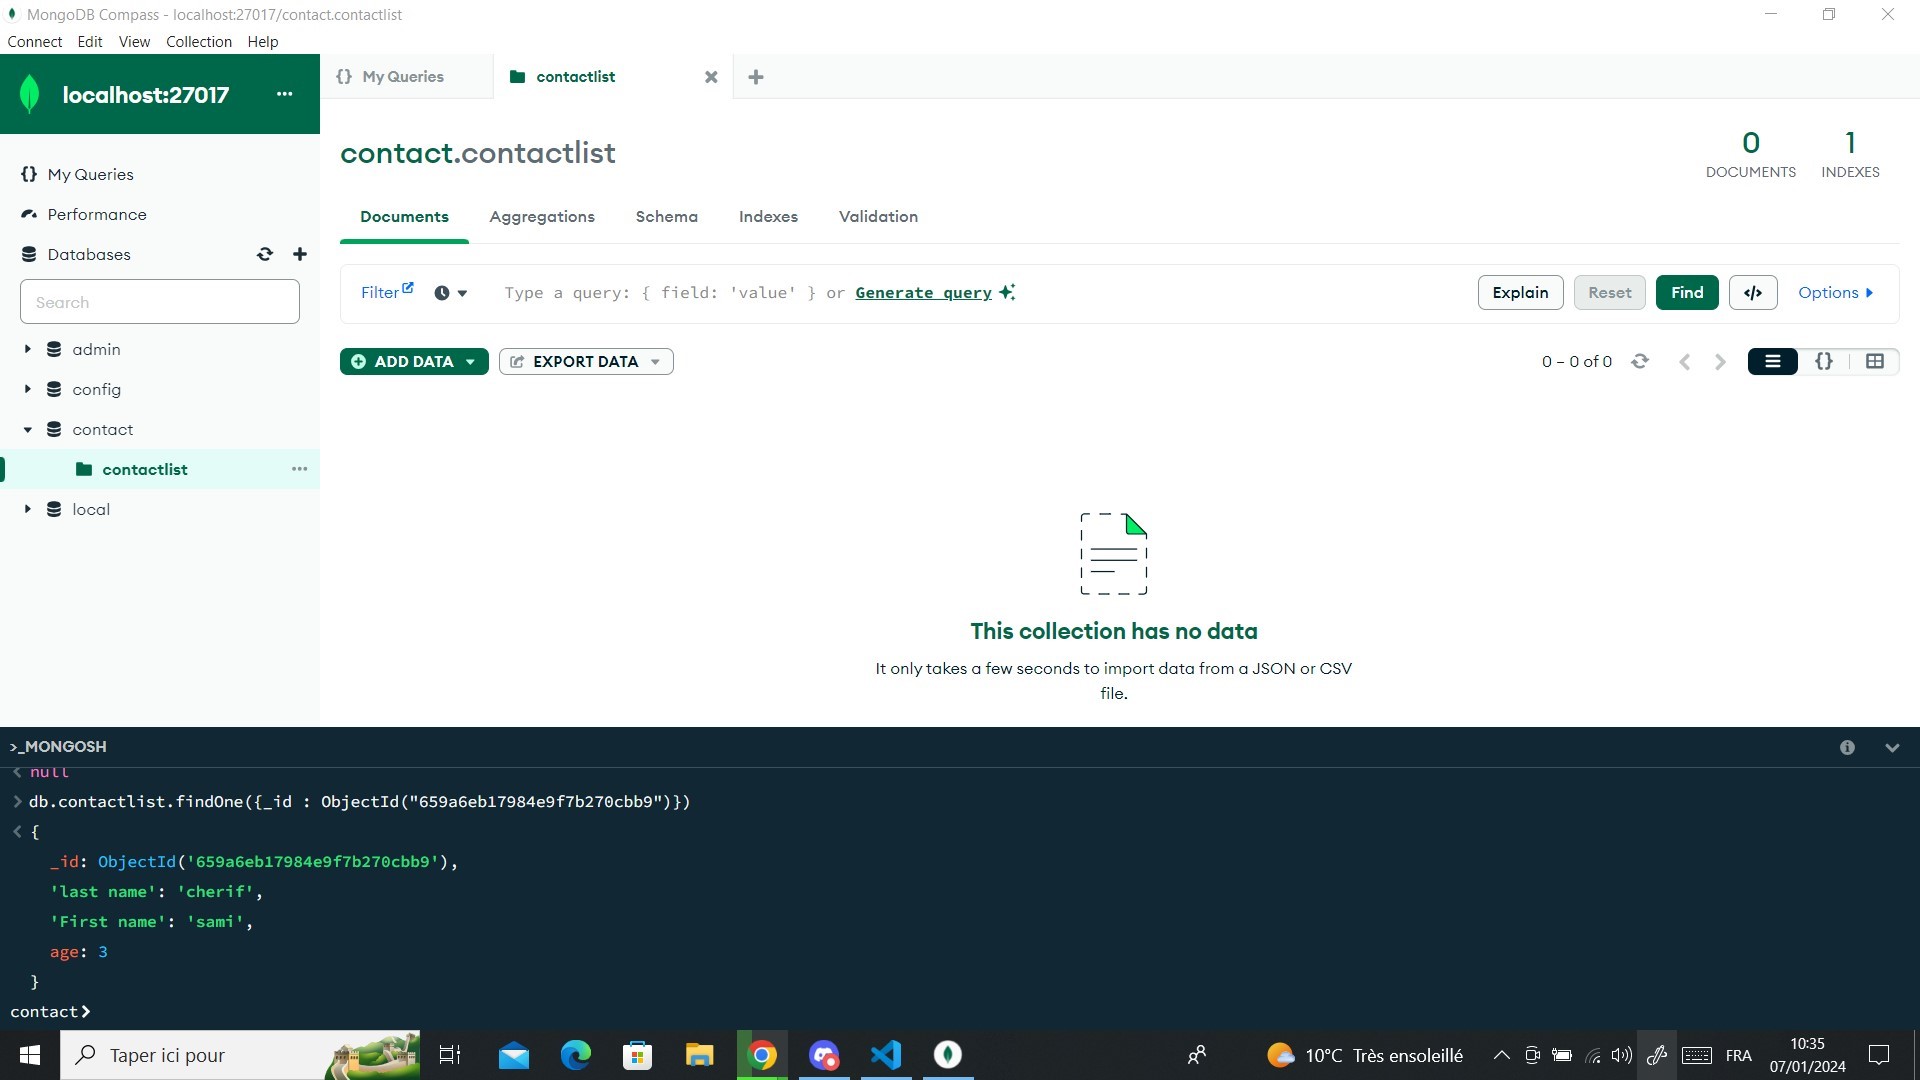 MongoDB Compass - localhost:27017/contact.contactlist
Connect Edit View Collection Help
localhost:27017 ...
{} My Queries
contactlist
contact.contactlist
0
DOCUMENTS
1
INDEXES
{} My Queries
Performance
Databases
Search
admin
config
contact
contactlist
local
Documents Aggregations Schema Indexes Validation
Filter
Type a query: { field: 'value' } or Generate query
Explain Reset Find </> Options
ADD DATA
EXPORT DATA
0 – 0 of 0
{}
This collection has no data
It only takes a few seconds to import data from a JSON or CSV
file.
>_MONGOSH
< null
> db.contactlist.findOne({_id : ObjectId("659a6eb17984e9f7b270cbb9")})
< {
_id: ObjectId('659a6eb17984e9f7b270cbb9'),
'last name': 'cherif',
'First name': 'sami',
age: 3
}
contact>
Taper ici pour
10°C Très ensoleillé
FRA
10:35
07/01/2024